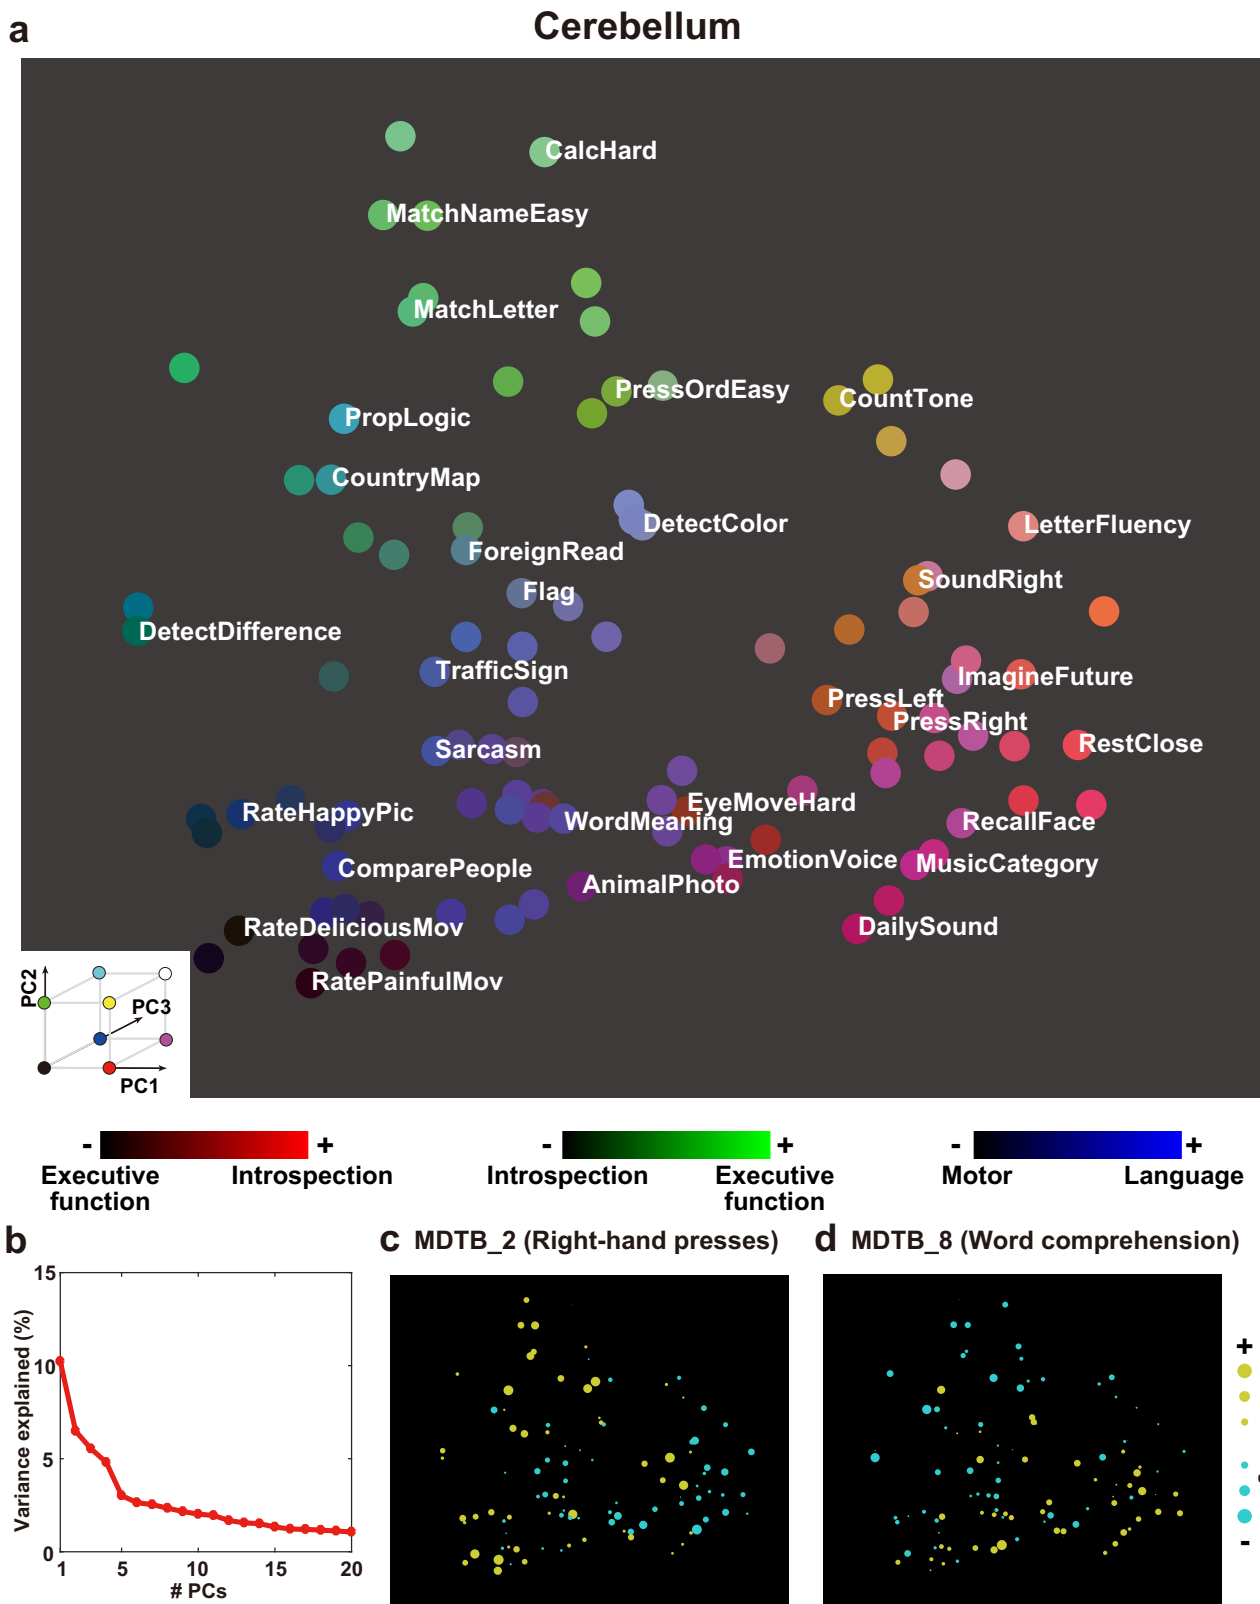 a
Cerebellum
CalcHard
MatchNameEasy
MatchLetter
PressOrdEasy
CountTone
PropLogic
CountryMap
DetectColor
LetterFluency
ForeignRead
SoundRight
Flag
DetectDifference
TrafficSign
ImagineFuture
PressLeft
PressRight
Sarcasm
RestClose
RateHappyPic
EyeMoveHard
WordMeaning
RecallFace
ComparePeople
EmotionVoice
MusicCategory
AnimalPhoto
RateDeliciousMov
DailySound
RatePainfulMov
PC2
PC3
PC1
- +
Executive function
Introspection
- +
Introspection
Executive function
- +
Motor
Language
b
Variance explained (%)
15
10
5
0
1 5 10 15 20
# PCs
c MDTB_2 (Right-hand presses)
d MDTB_8 (Word comprehension)
+
-